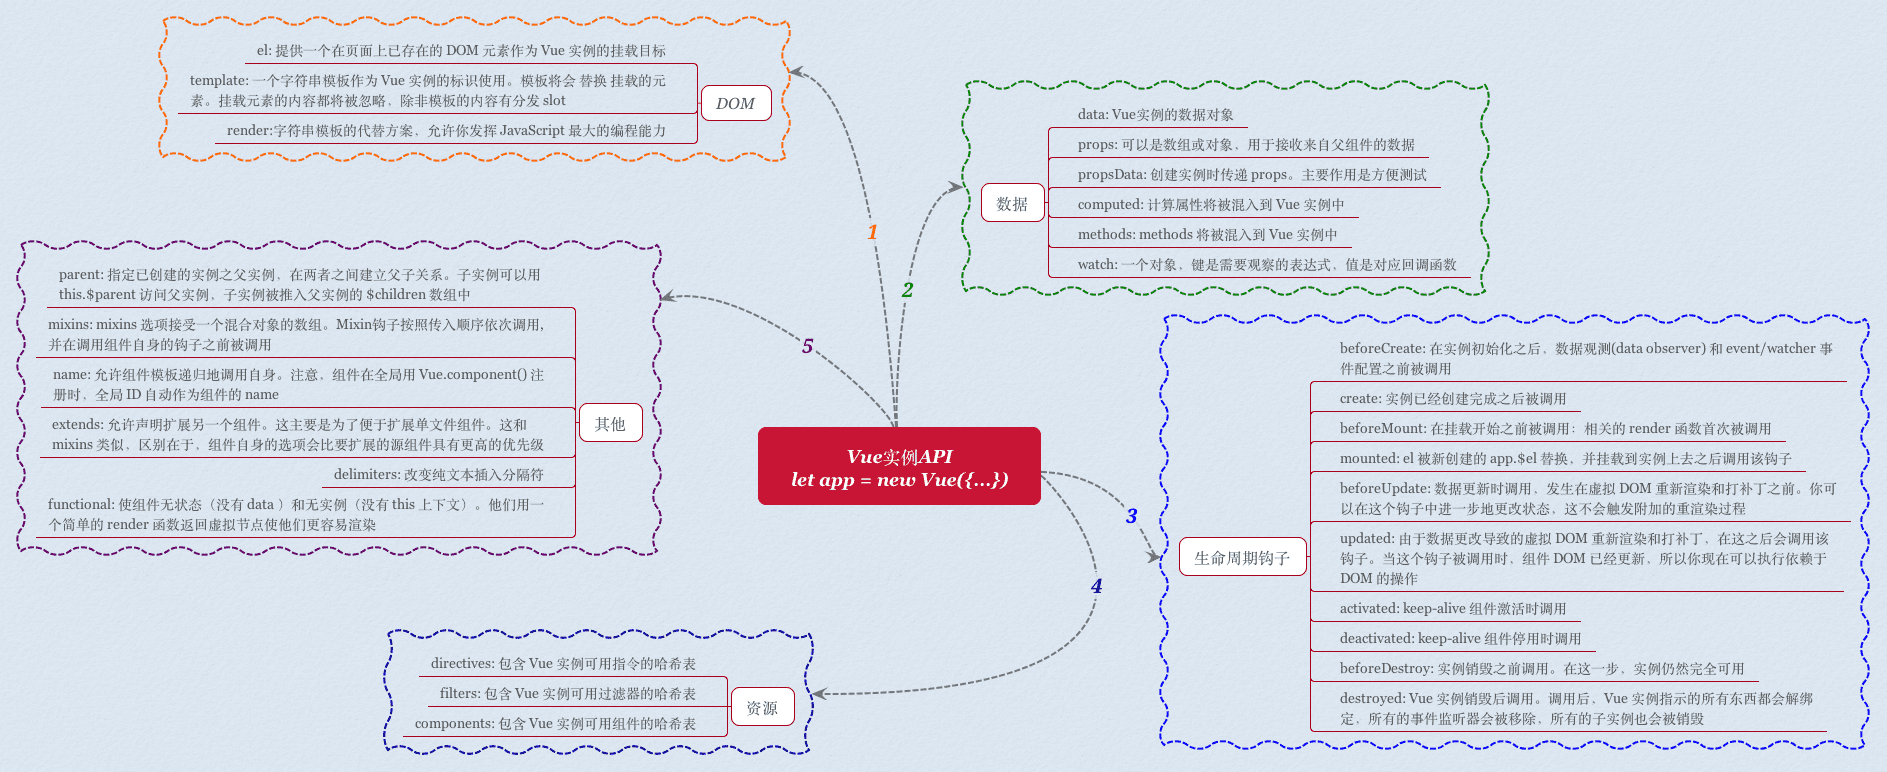 el: 提供一个在页面上已存在的 DOM 元素作为 Vue 实例的挂载目标
template: 一个字符串模板作为 Vue 实例的标识使用。模板将会 替换 挂载的元
素。挂载元素的内容都将被忽略，除非模板的内容有分发 slot
render:字符串模板的代替方案，允许你发挥 JavaScript 最大的编程能力
DOM
1
data: Vue实例的数据对象
props: 可以是数组或对象，用于接收来自父组件的数据
propsData: 创建实例时传递 props。主要作用是方便测试
computed: 计算属性将被混入到 Vue 实例中
methods: methods 将被混入到 Vue 实例中
watch: 一个对象，键是需要观察的表达式，值是对应回调函数
数据
2
parent: 指定已创建的实例之父实例，在两者之间建立父子关系。子实例可以用
this.$parent 访问父实例，子实例被推入父实例的 $children 数组中
mixins: mixins 选项接受一个混合对象的数组。Mixin钩子按照传入顺序依次调用,
并在调用组件自身的钩子之前被调用
name: 允许组件模板递归地调用自身。注意，组件在全局用 Vue.component() 注
册时，全局 ID 自动作为组件的 name
extends: 允许声明扩展另一个组件。这主要是为了便于扩展单文件组件。这和
mixins 类似，区别在于，组件自身的选项会比要扩展的源组件具有更高的优先级
delimiters: 改变纯文本插入分隔符
functional: 使组件无状态（没有 data ）和无实例（没有 this 上下文）。他们用一
个简单的 render 函数返回虚拟节点使他们更容易渲染
其他
5
Vue实例API
let app = new Vue({...})
3
beforeCreate: 在实例初始化之后，数据观测(data observer) 和 event/watcher 事
件配置之前被调用
create: 实例已经创建完成之后被调用
beforeMount: 在挂载开始之前被调用：相关的 render 函数首次被调用
mounted: el 被新创建的 app.$el 替换，并挂载到实例上去之后调用该钩子
beforeUpdate: 数据更新时调用，发生在虚拟 DOM 重新渲染和打补丁之前。你可
以在这个钩子中进一步地更改状态，这不会触发附加的重渲染过程
updated: 由于数据更改导致的虚拟 DOM 重新渲染和打补丁，在这之后会调用该
钩子。当这个钩子被调用时，组件 DOM 已经更新，所以你现在可以执行依赖于
DOM 的操作
activated: keep-alive 组件激活时调用
deactivated: keep-alive 组件停用时调用
beforeDestroy: 实例销毁之前调用。在这一步，实例仍然完全可用
destroyed: Vue 实例销毁后调用。调用后，Vue 实例指示的所有东西都会解绑
定，所有的事件监听器会被移除，所有的子实例也会被销毁
生命周期钩子
4
directives: 包含 Vue 实例可用指令的哈希表
filters: 包含 Vue 实例可用过滤器的哈希表
components: 包含 Vue 实例可用组件的哈希表
资源